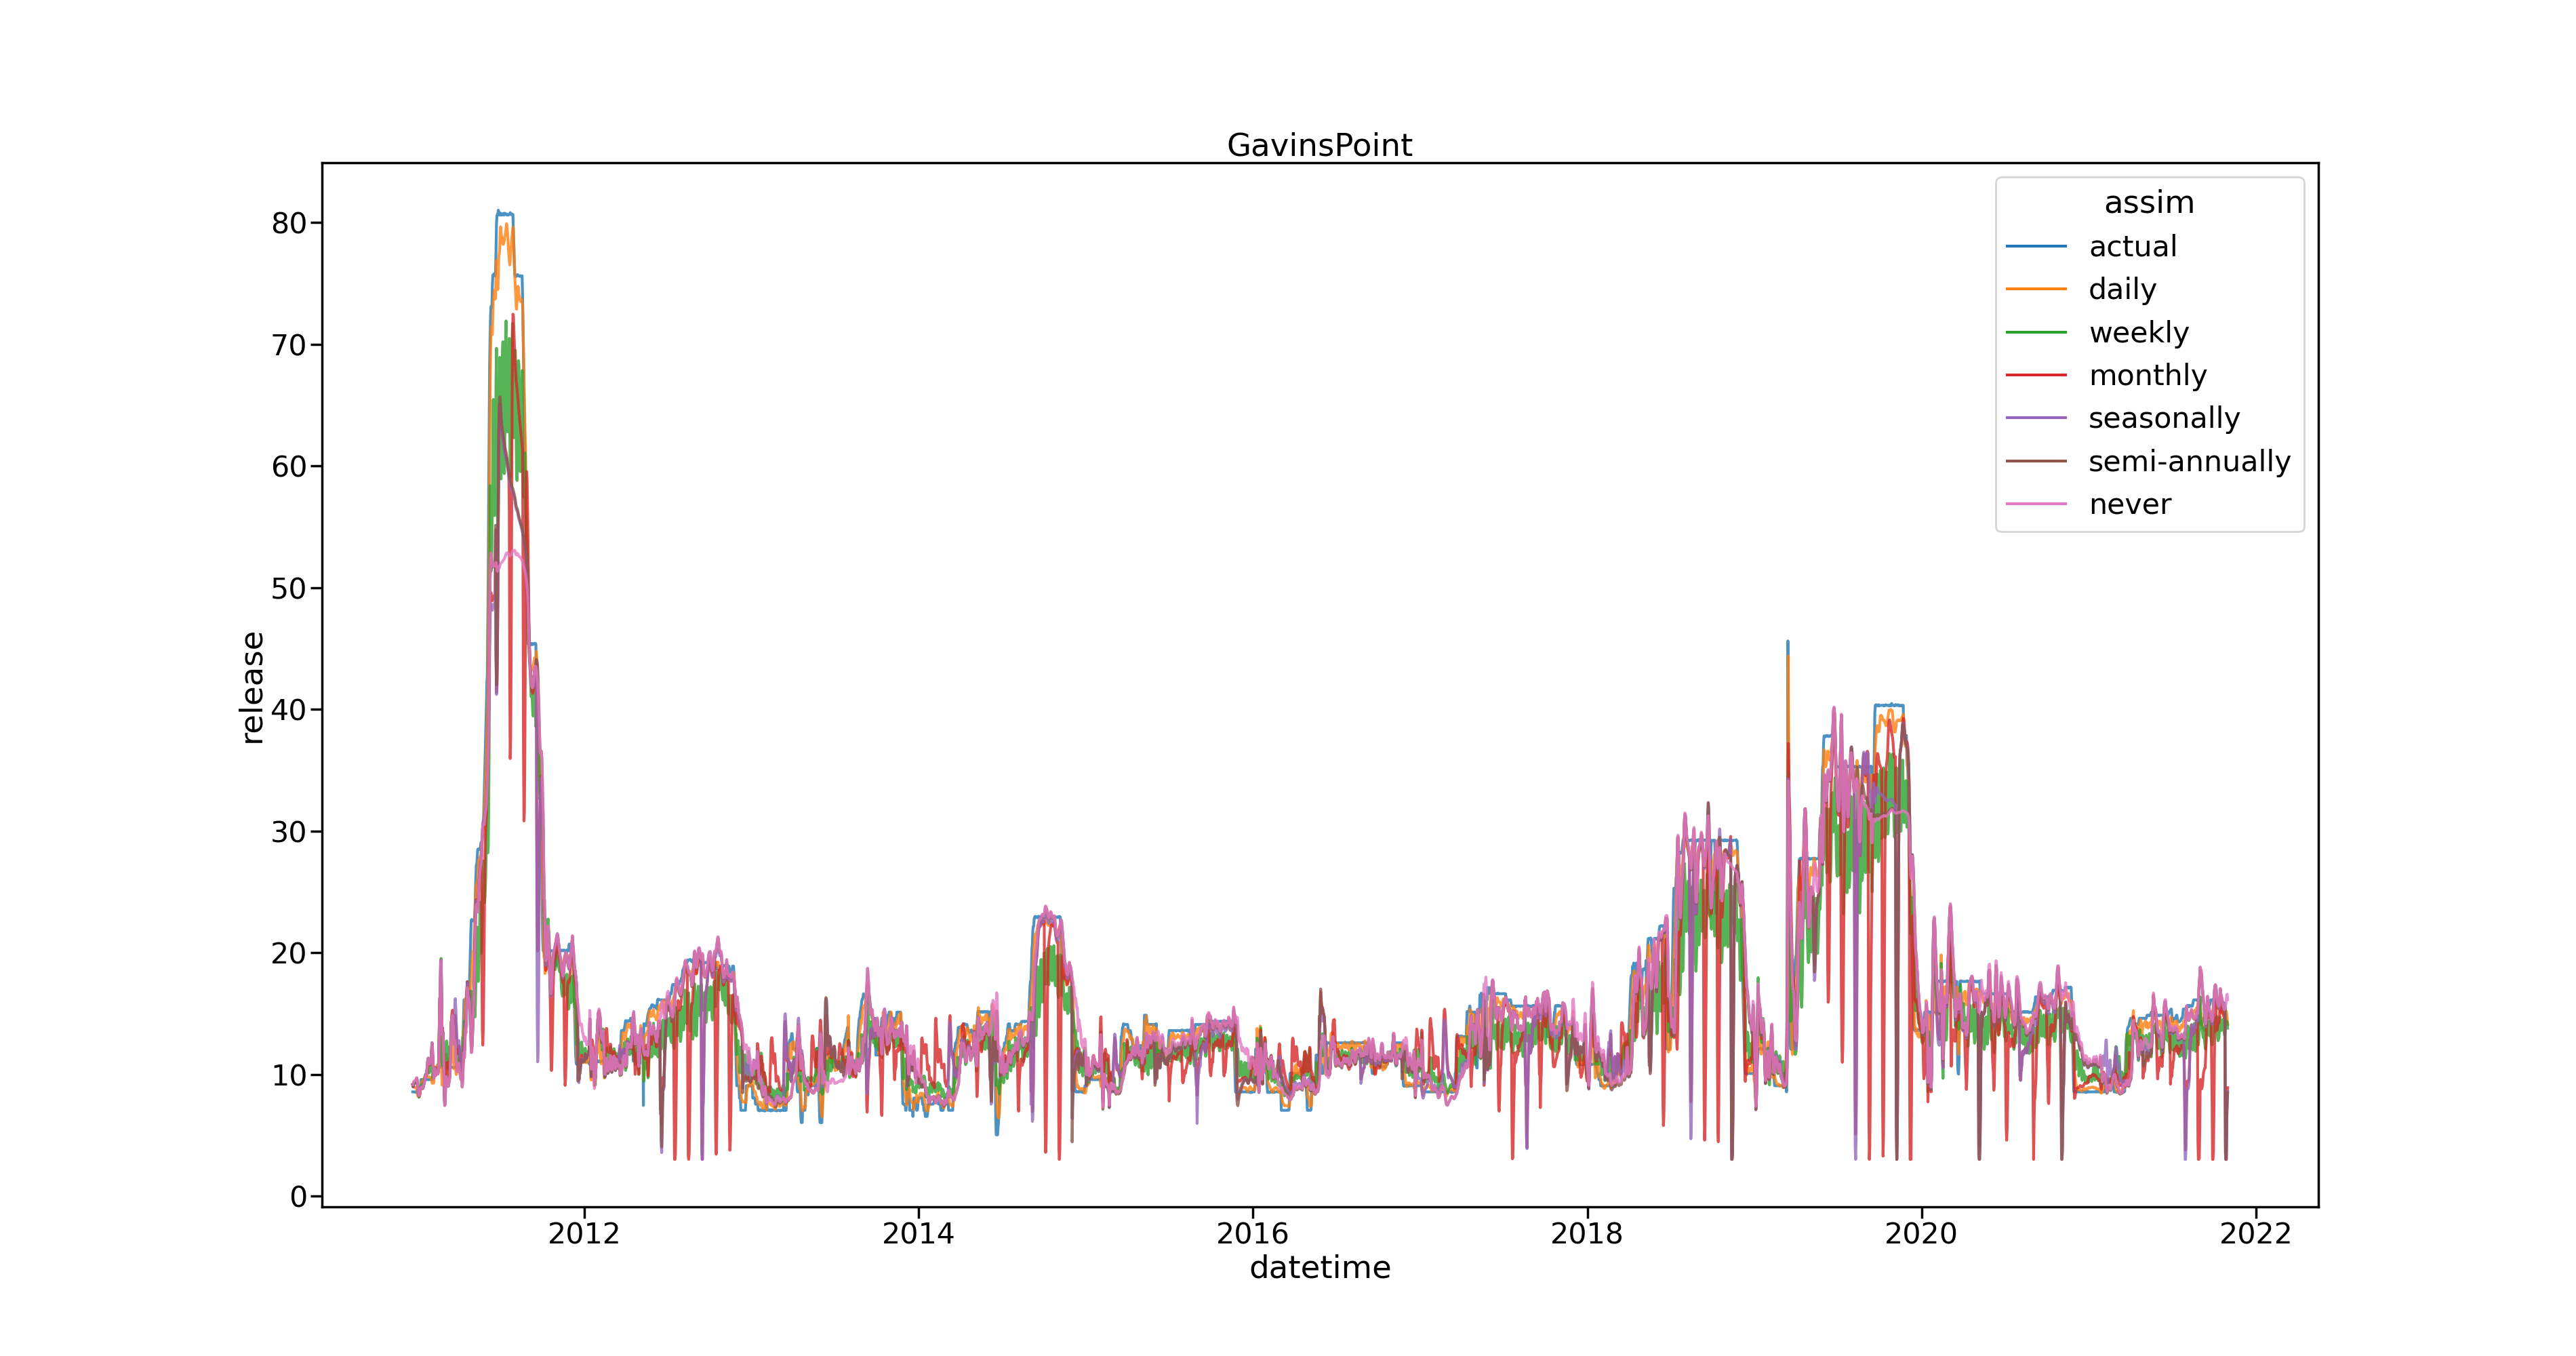 GavinsPoint
assim
actual
daily
weekly
monthly
seasonally
semi-annually
never
80
70
60
50
40
30
20
10
0
release
2012 2014 2016 2018 2020 2022
datetime